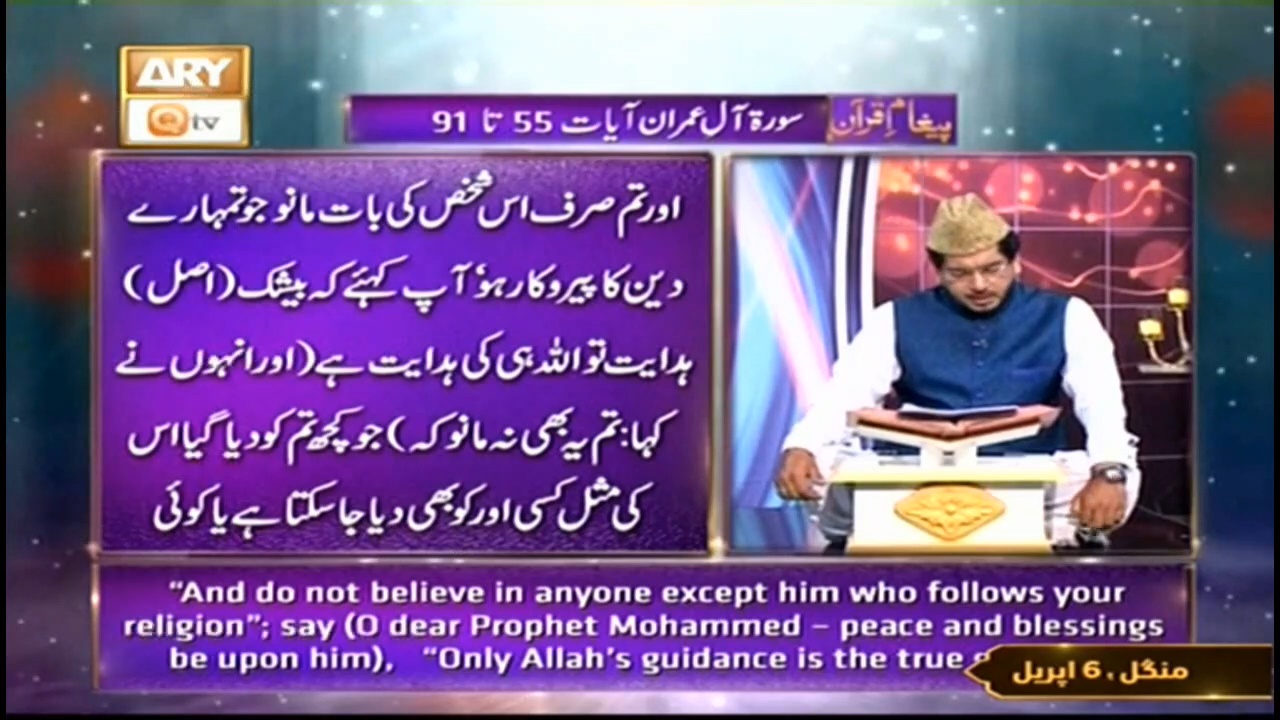 ARY
Qtv
پیغام قرآن سورۃ آل عمران آیات 55 تا 91
اور تم صرف اس شخص کی بات مانو جو تمہارے
دین کا پیروکار ہو٬ آپ کہئے کہ بیشک (اصل)
ہدایت تو اللہ ہی کی ہدایت ہے (اور انہوں نے
کہا: تم یہ بھی نہ مانو کہ) جو کچھ تم کو دیا گیا اس
کی مثل کسی اور کو بھی دیا جا سکتا ہے یا کوئی
“And do not believe in anyone except him who follows your
religion”; say (O dear Prophet Mohammed – peace and blessings
be upon him), “Only Allah’s guidance is the true
منگل، 6 اپریل